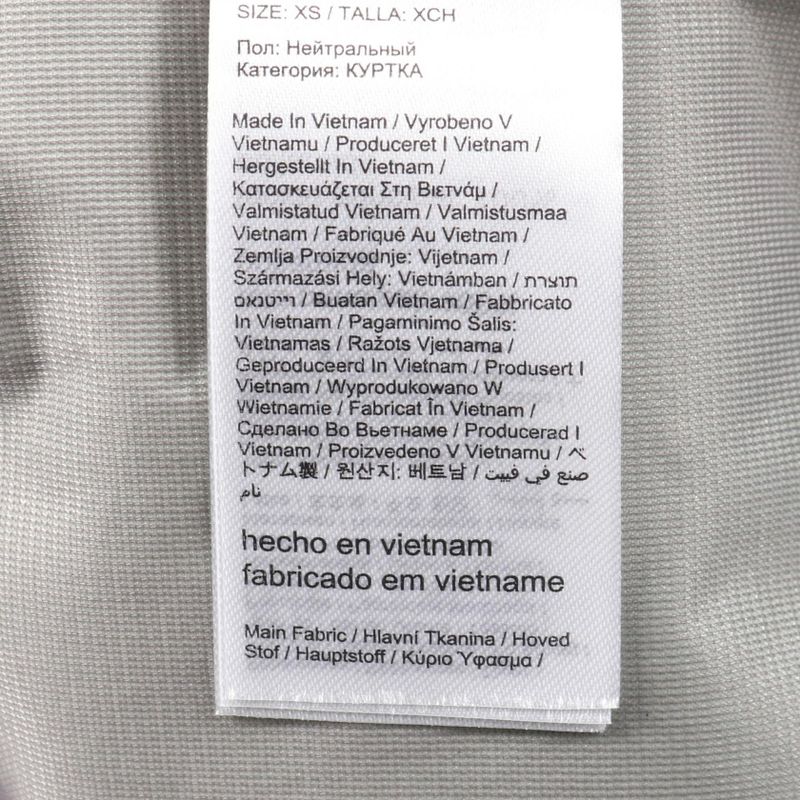 SIZE: XS / TALLA: XCH
Пол: Нейтральный
Категория: КУРТКА
Made In Vietnam / Vyrobeno V
Vietnamu / Produceret I Vietnam /
Hergestellt In Vietnam /
Κατασκευάζεται Στη Βιετνάμ /
Valmistatud Vietnam / Valmistusmaa
Vietnam / Fabriqué Au Vietnam /
Zemlja Proizvodnje: Vijetnam /
Származási Hely: Vietnámban / תוצרת
וייטנאם / Buatan Vietnam / Fabbricato
In Vietnam / Pagaminimo Šalis:
Vietnamas / Ražots Vjetnama /
Geproduceerd In Vietnam / Produsert I
Vietnam / Wyprodukowano W
Wietnamie / Fabricat În Vietnam /
Сделано Во Вьетнаме / Producerad I
Vietnam / Proizvedeno V Vietnamu / ベ
トナム製 / 원산지: 베트남 / صنع في فييت
نام
hecho en vietnam
fabricado em vietname
Main Fabric / Hlavní Tkanina / Hoved
Stof / Hauptstoff / Κύριο Ύφασμα /